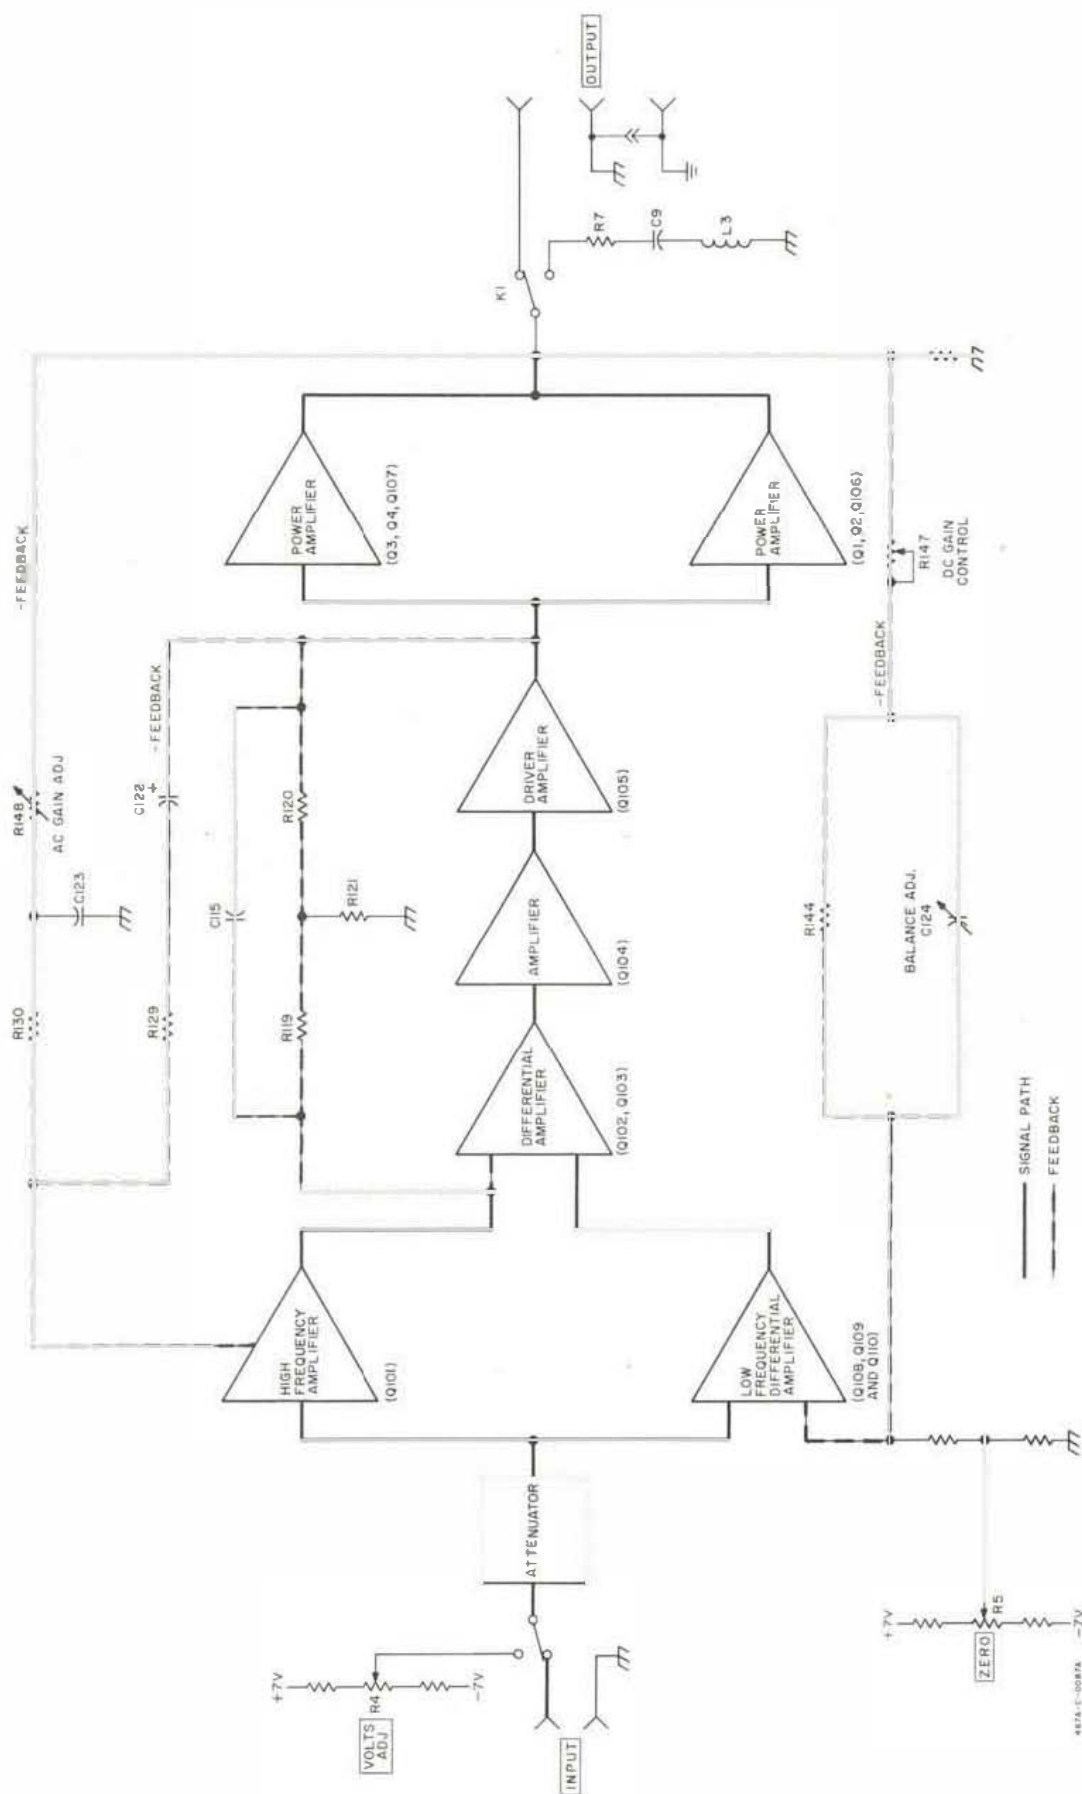 -FEEDBACK
R130
C123
R148
AC GAIN ADJ
R129
C122
+
-FEEDBACK
C115
R119
R120
R121
HIGH
FREQUENCY
AMPLIFIER
(Q101)
DIFFERENTIAL
AMPLIFIER
(Q102, Q103)
AMPLIFIER
(Q104)
DRIVER
AMPLIFIER
(Q105)
POWER
AMPLIFIER
(Q3, Q4, Q107)
POWER
AMPLIFIER
(Q1, Q2, Q106)
K1
R7
C9
L3
OUTPUT
+7V
R4
-7V
VOLTS
ADJ
INPUT
ATTENUATOR
LOW
FREQUENCY
DIFFERENTIAL
AMPLIFIER
(Q108, Q109
AND Q110)
R144
BALANCE ADJ.
C124
-FEEDBACK
R147
DC GAIN
CONTROL
+7V
ZERO
R5
-7V
SIGNAL PATH
FEEDBACK